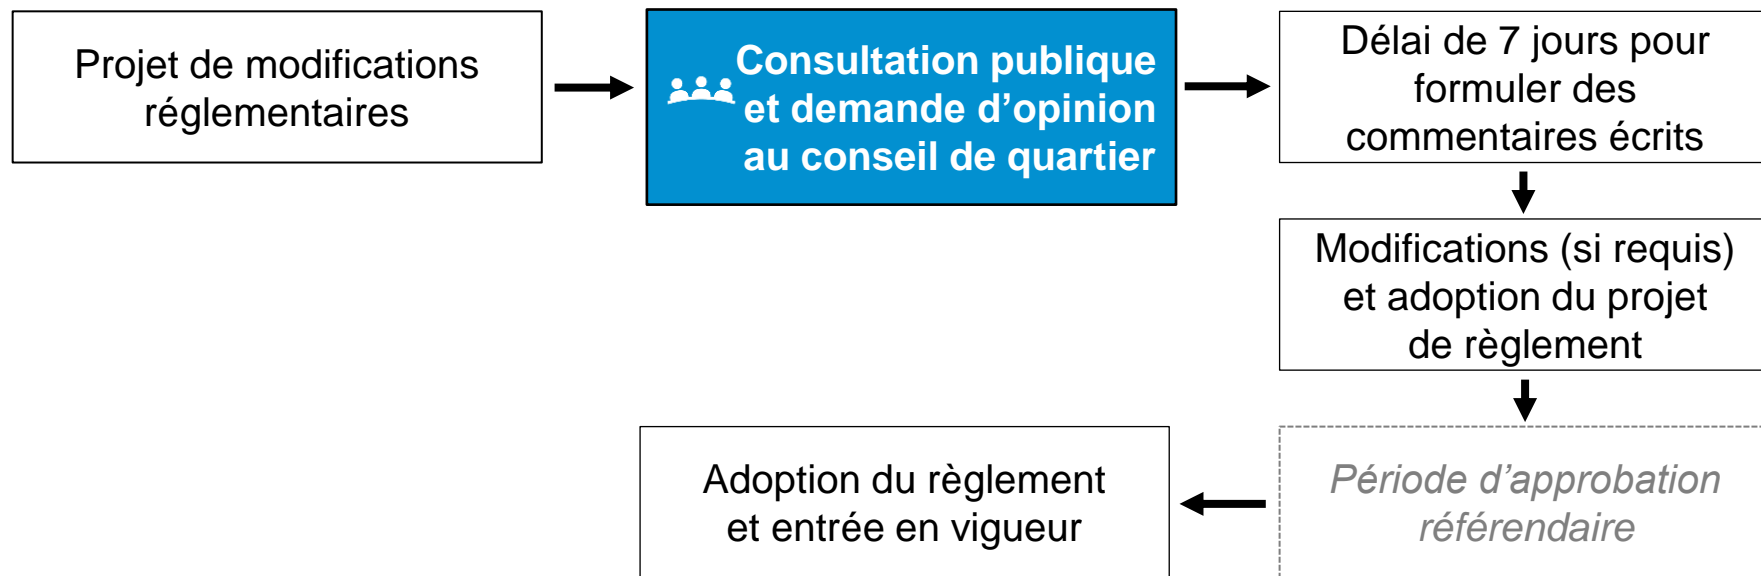 Projet de modifications
réglementaires
Consultation publique
et demande d’opinion
au conseil de quartier
Délai de 7 jours pour
formuler des
commentaires écrits
Modifications (si requis)
et adoption du projet
de règlement
Période d’approbation
référendaire
Adoption du règlement
et entrée en vigueur